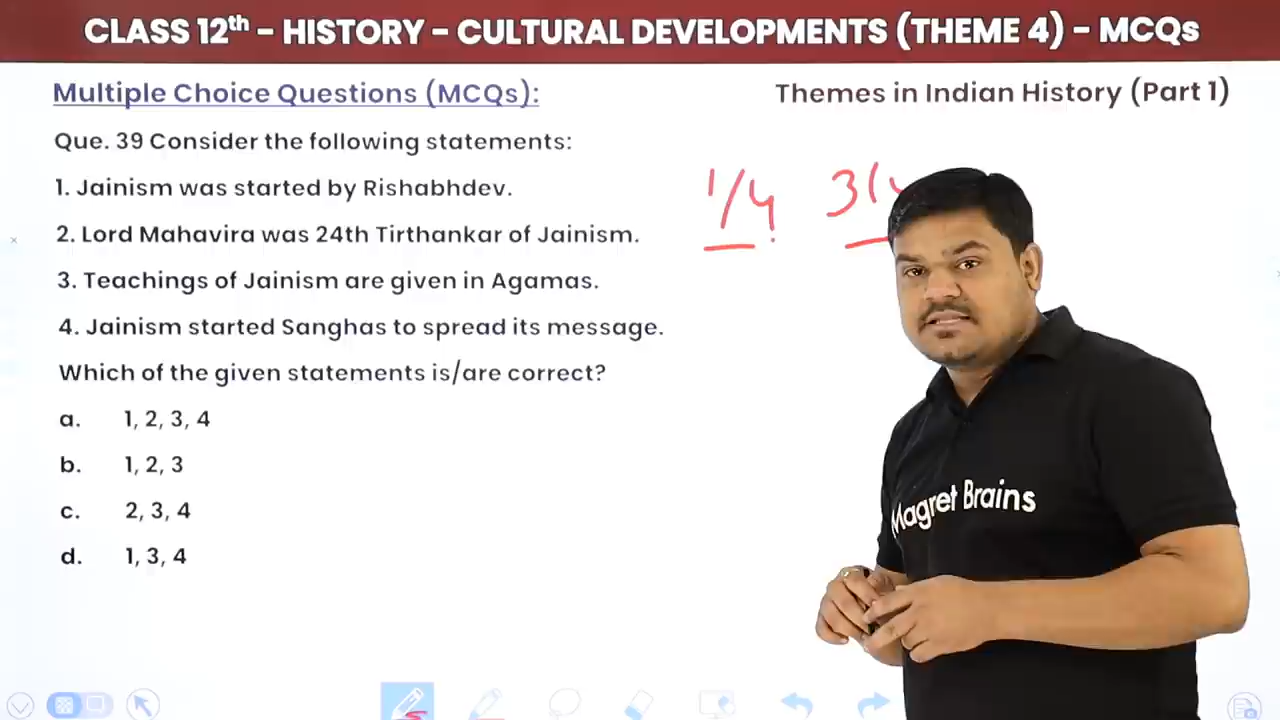 CLASS 12th – HISTORY – CULTURAL DEVELOPMENTS (THEME 4) – MCQs
Multiple Choice Questions (MCQs):
Themes in Indian History (Part 1)
Que. 39 Consider the following statements:
1. Jainism was started by Rishabhdev.
1/4
2. Lord Mahavira was 24th Tirthankar of Jainism.
3. Teachings of Jainism are given in Agamas.
4. Jainism started Sanghas to spread its message.
Which of the given statements is/are correct?
a. 1, 2, 3, 4
b. 1, 2, 3
c. 2, 3, 4
d. 1, 3, 4
Magnet Brains